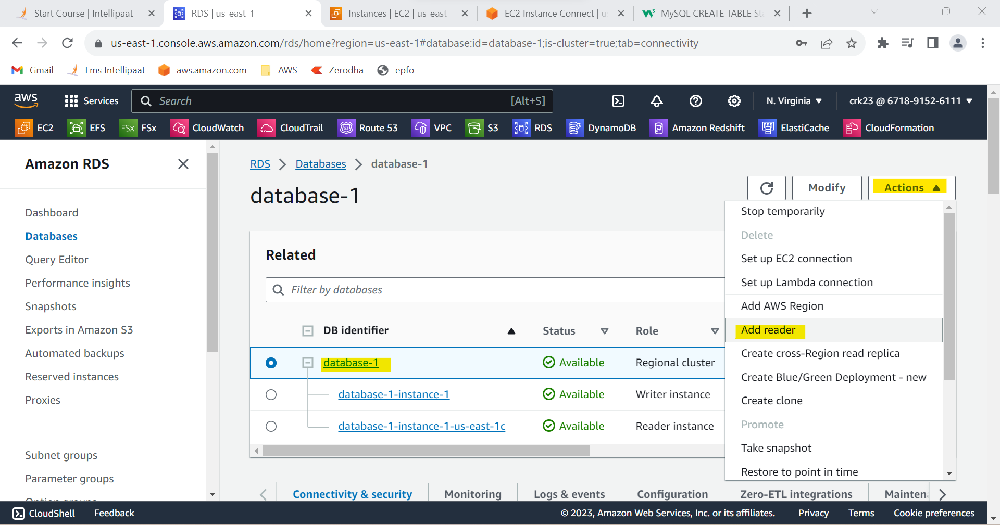 Start Course | Intellipaat
RDS | us-east-1
Instances | EC2 | us-east-
EC2 Instance Connect | u
MySQL CREATE TABLE Sta
us-east-1.console.aws.amazon.com/rds/home?region=us-east-1#database:id=database-1;is-cluster=true;tab=connectivity
Gmail
Lms Intellipaat
aws.amazon.com
AWS
Zerodha
epfo
aws
Services
Search
[Alt+S]
N. Virginia
crk23 @ 6718-9152-6111
EC2
EFS
FSx
FSx
CloudWatch
CloudTrail
53
Route 53
VPC
S3
RDS
DynamoDB
Amazon Redshift
ElastiCache
CloudFormation
Amazon RDS
Dashboard
Databases
Query Editor
Performance insights
Snapshots
Exports in Amazon S3
Automated backups
Reserved instances
Proxies
Subnet groups
Parameter groups
Option groups
RDS
Databases
database-1
database-1
Modify
Actions
Stop temporarily
Delete
Set up EC2 connection
Set up Lambda connection
Add AWS Region
Add reader
Create cross-Region read replica
Create Blue/Green Deployment - new
Create clone
Promote
Take snapshot
Restore to point in time
Related
Filter by databases
DB identifier
Status
Role
database-1
Available
Regional cluster
database-1-instance-1
Available
Writer instance
database-1-instance-1-us-east-1c
Available
Reader instance
Connectivity & security
Monitoring
Logs & events
Configuration
Zero-ETL integrations
Mainten
CloudShell
Feedback
© 2023, Amazon Web Services, Inc. or its affiliates.
Privacy
Terms
Cookie preferences